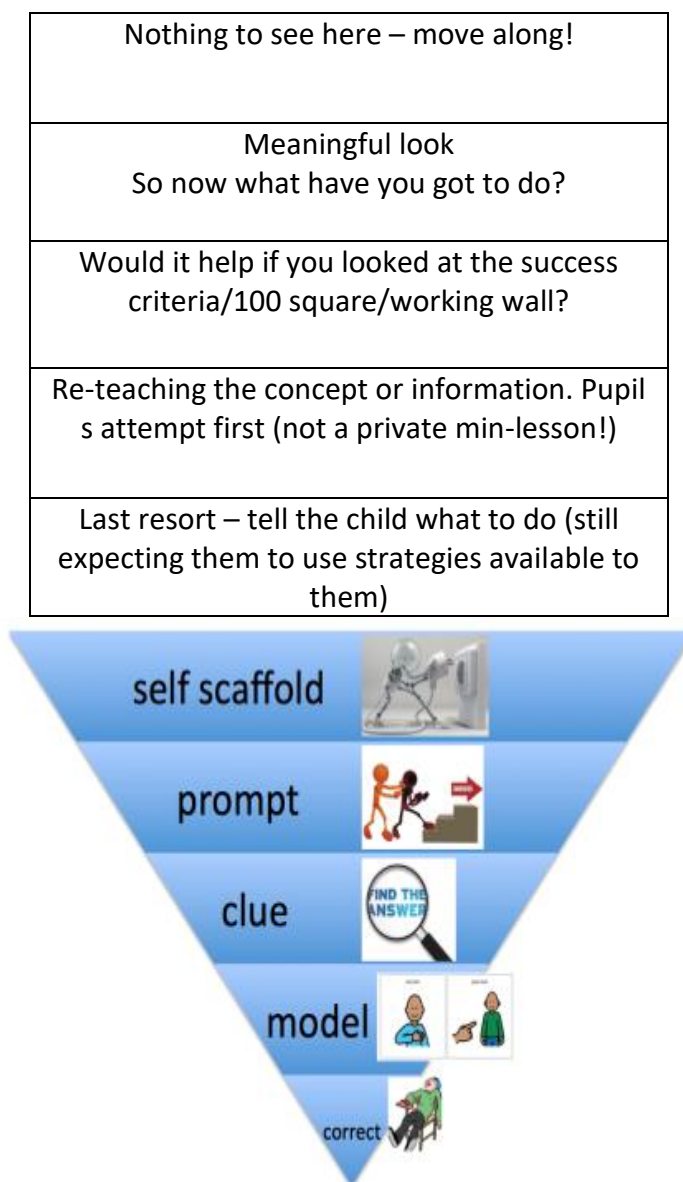 Nothing to see here – move along!
Meaningful look
So now what have you got to do?
Would it help if you looked at the success
criteria/100 square/working wall?
Re-teaching the concept or information. Pupil
s attempt first (not a private min-lesson!)
Last resort – tell the child what to do (still
expecting them to use strategies available to
them)
self scaffold
prompt
clue
FIND THE
ANSWER
model
correct